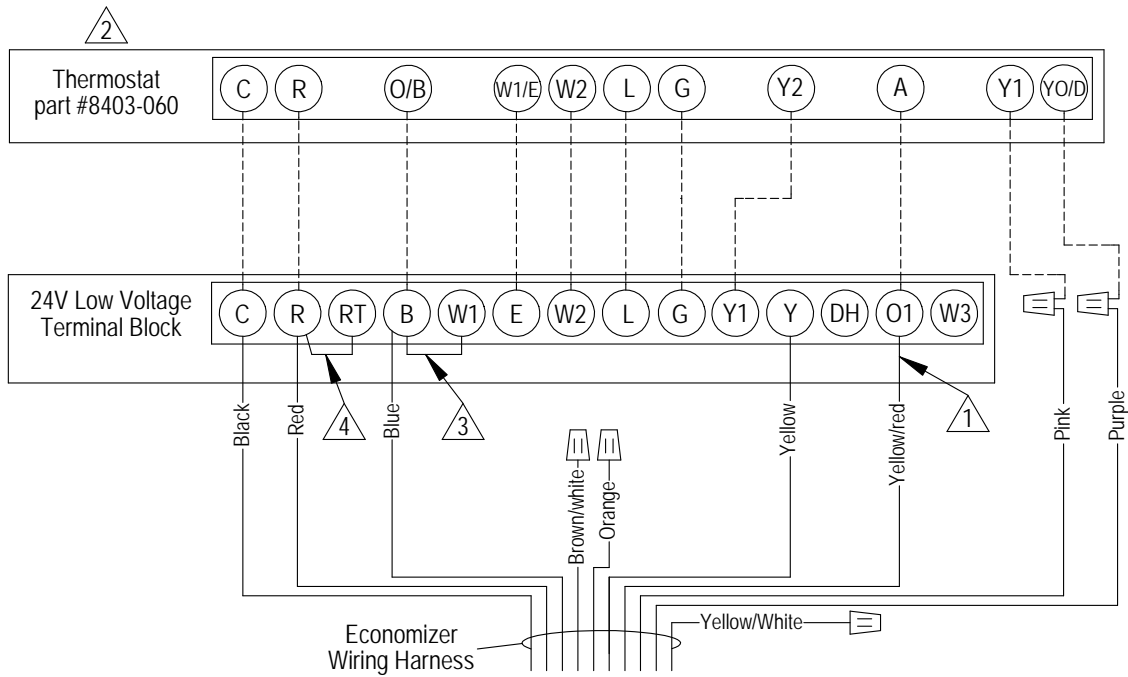 2
Thermostat
part #8403-060
C R O/B W1/E W2 L G Y2 A Y1 YO/D
24V Low Voltage
Terminal Block
C R RT B W1 E W2 L G Y1 Y DH O1 W3
4
3
1
Black
Red
Blue
Brown/white
Orange
Yellow
Yellow/red
Pink
Purple
Yellow/White
Economizer
Wiring Harness